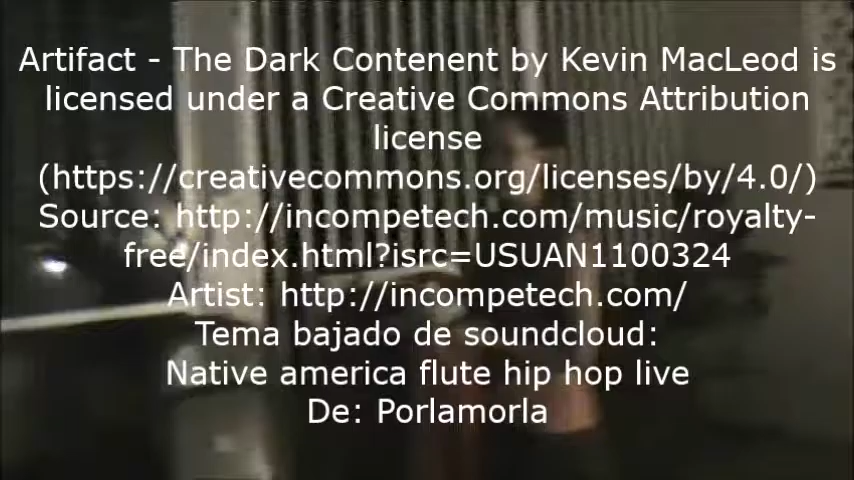 Artifact - The Dark Contenent by Kevin MacLeod is
licensed under a Creative Commons Attribution
license
(https://creativecommons.org/licenses/by/4.0/)
Source: http://incompetech.com/music/royalty-
free/index.html?isrc=USUAN1100324
Artist: http://incompetech.com/
Tema bajado de soundcloud:
Native america flute hip hop live
De: Porlamorla